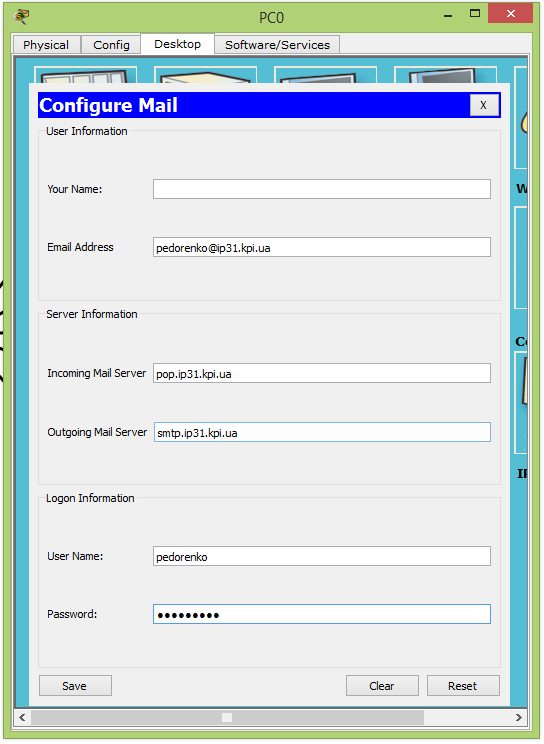 PC0
Physical Config Desktop Software/Services
Configure Mail X
User Information
Your Name:
Email Address pedorenko@ip31.kpi.ua
Server Information
Incoming Mail Server pop.ip31.kpi.ua
Outgoing Mail Server smtp.ip31.kpi.ua
Logon Information
User Name: pedorenko
Password: •••••••••
Save Clear Reset